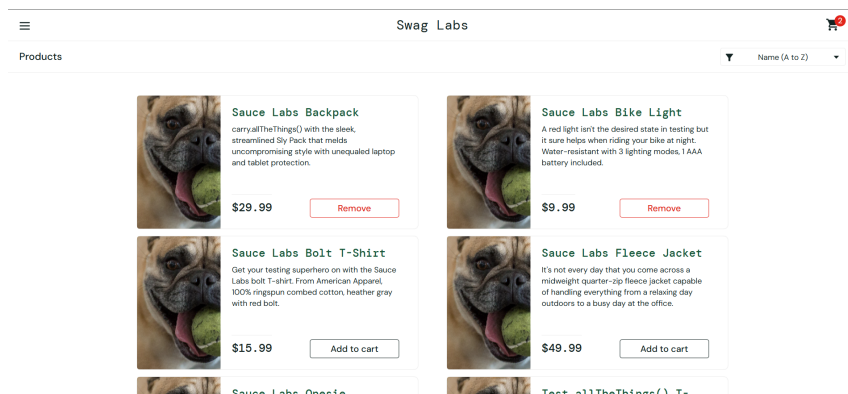 Swag Labs
2
Products
Name (A to Z)
Sauce Labs Backpack
carry.allTheThings() with the sleek,
streamlined Sly Pack that melds
uncompromising style with unequaled laptop
and tablet protection.
$29.99
Remove
Sauce Labs Bike Light
A red light isn't the desired state in testing but
it sure helps when riding your bike at night.
Water-resistant with 3 lighting modes, 1 AAA
battery included.
$9.99
Remove
Sauce Labs Bolt T-Shirt
Get your testing superhero on with the Sauce
Labs bolt T-shirt. From American Apparel,
100% ringspun combed cotton, heather gray
with red bolt.
$15.99
Add to cart
Sauce Labs Fleece Jacket
It's not every day that you come across a
midweight quarter-zip fleece jacket capable
of handling everything from a relaxing day
outdoors to a busy day at the office.
$49.99
Add to cart
Sauce Labs Onesie
Test.allTheThings() T-